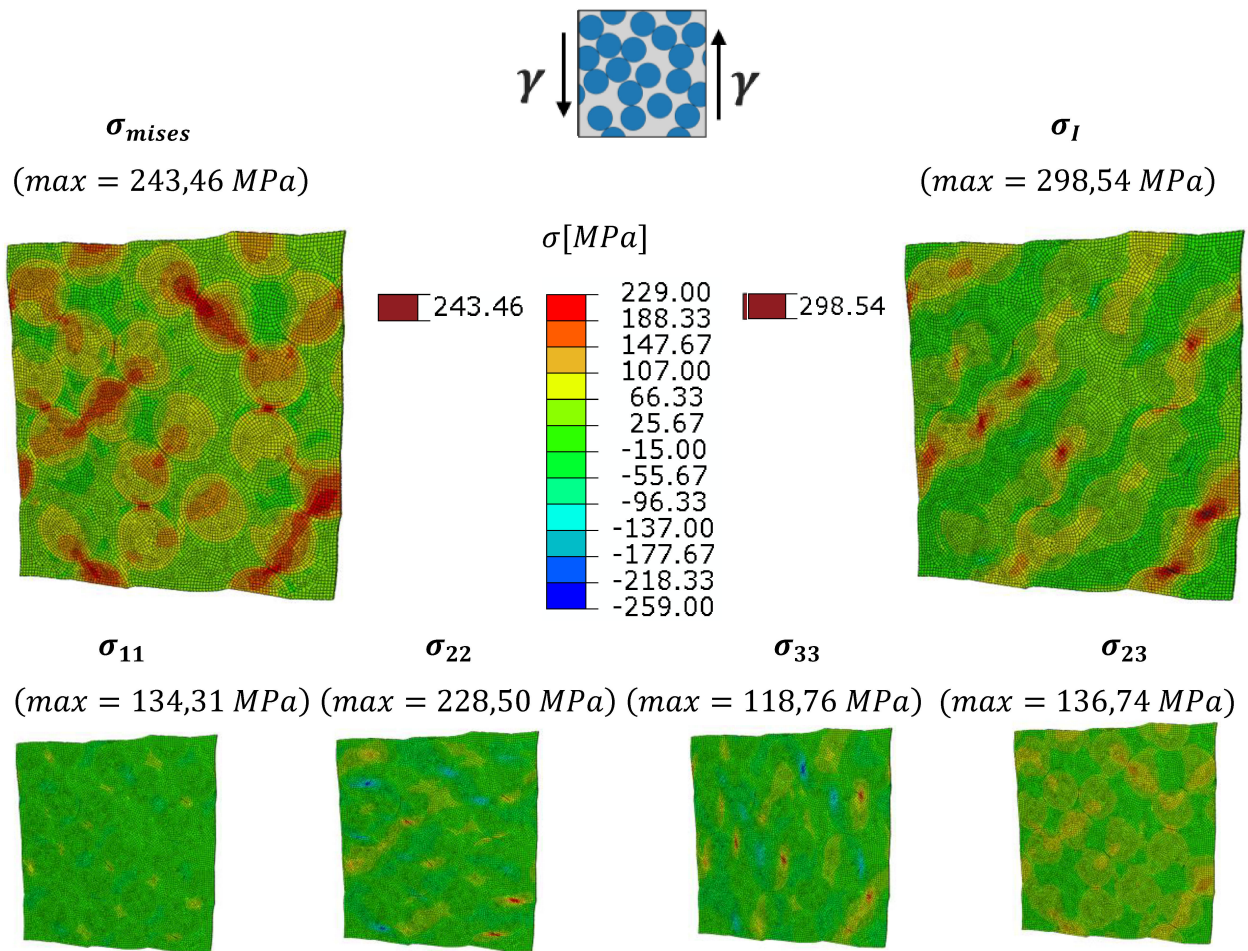 γ
γ
σ_mises
(max = 243,46 MPa)
σ_I
(max = 298,54 MPa)
σ[MPa]
243.46
298.54
229.00
188.33
147.67
107.00
66.33
25.67
-15.00
-55.67
-96.33
-137.00
-177.67
-218.33
-259.00
σ_11
(max = 134,31 MPa)
σ_22
(max = 228,50 MPa)
σ_33
(max = 118,76 MPa)
σ_23
(max = 136,74 MPa)